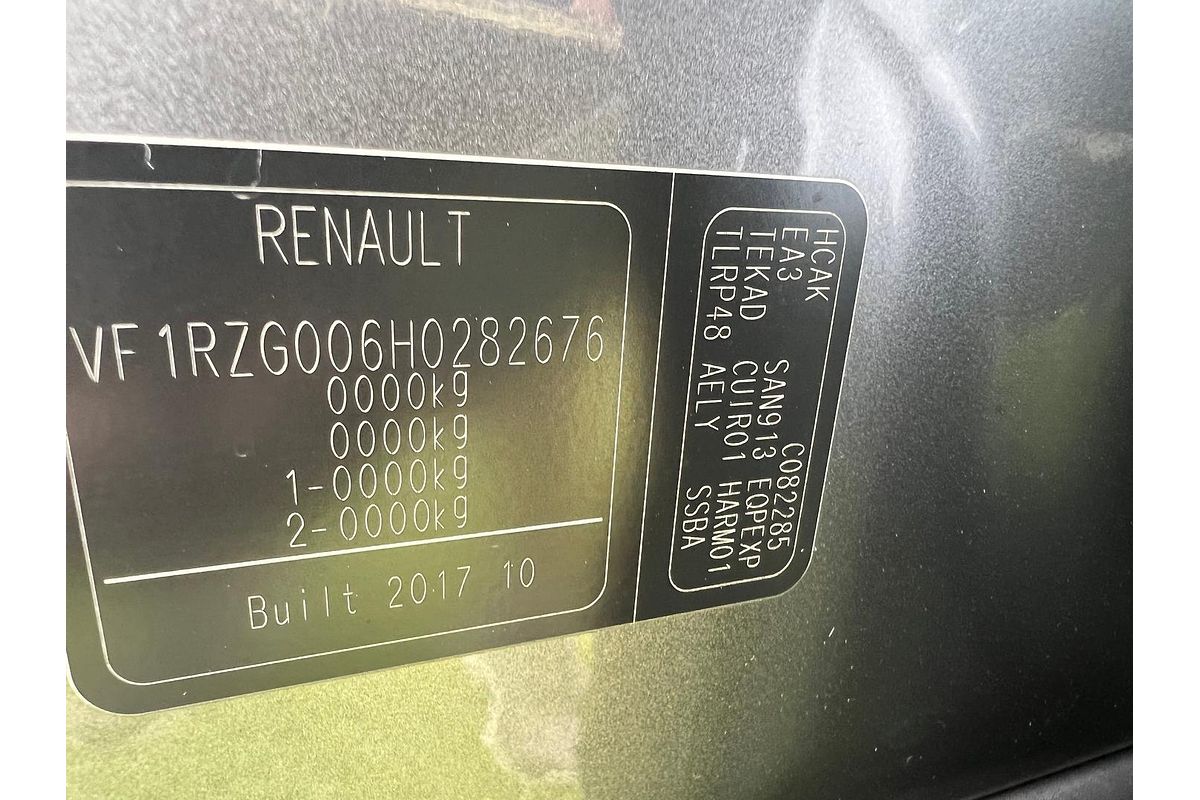 RENAULT
VF1RZG006H0282676
0000kg
0000kg
1-0000kg
2-0000kg
Built 2017 10
HCAK C082285
EA3 SAN913 EQPEXP
TEKAD CUIR01 HARM01
TLRP48 AELY SSBA